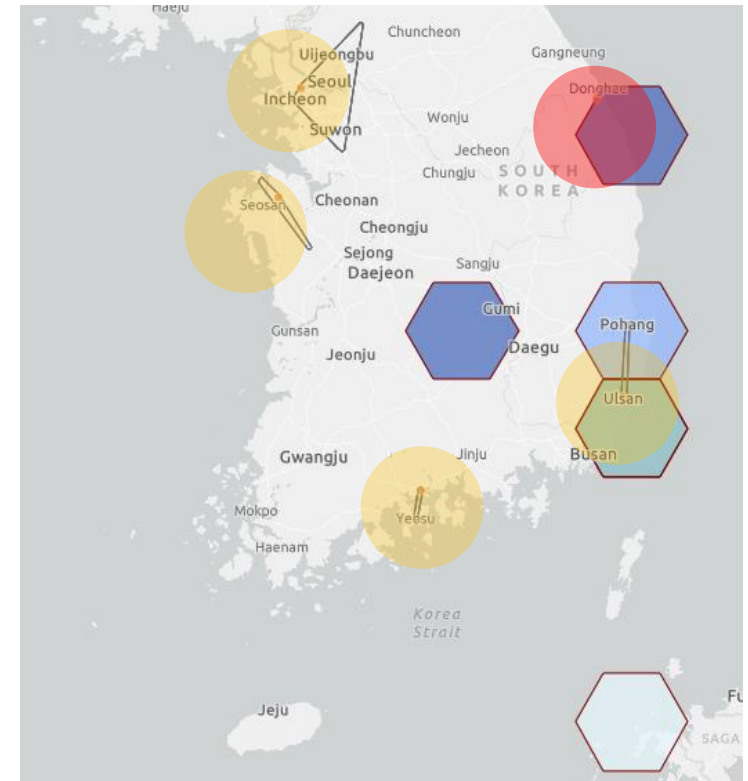 Haeju
Chuncheon
Uijeongbu
Gangneung
Seoul
Donghae
Incheon
Wonju
Suwon
Jecheon
Chungju
SOUTH
KOREA
Seosan
Cheonan
Cheongju
Sejong
Sangju
Daejeon
Gumi
Pohang
Gunsan
Jeonju
Daegu
Ulsan
Gwangju
Jinju
Busan
Mokpo
Yeosu
Haenam
Korea
Strait
Jeju
Fu
SAGA